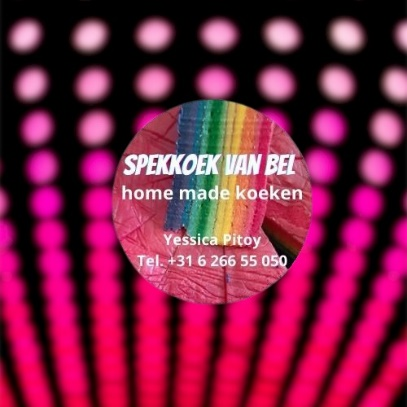 SPEKKOEK VAN BEL
home made koeken
Yessica Pitoy
Tel. +31 6 266 55 050